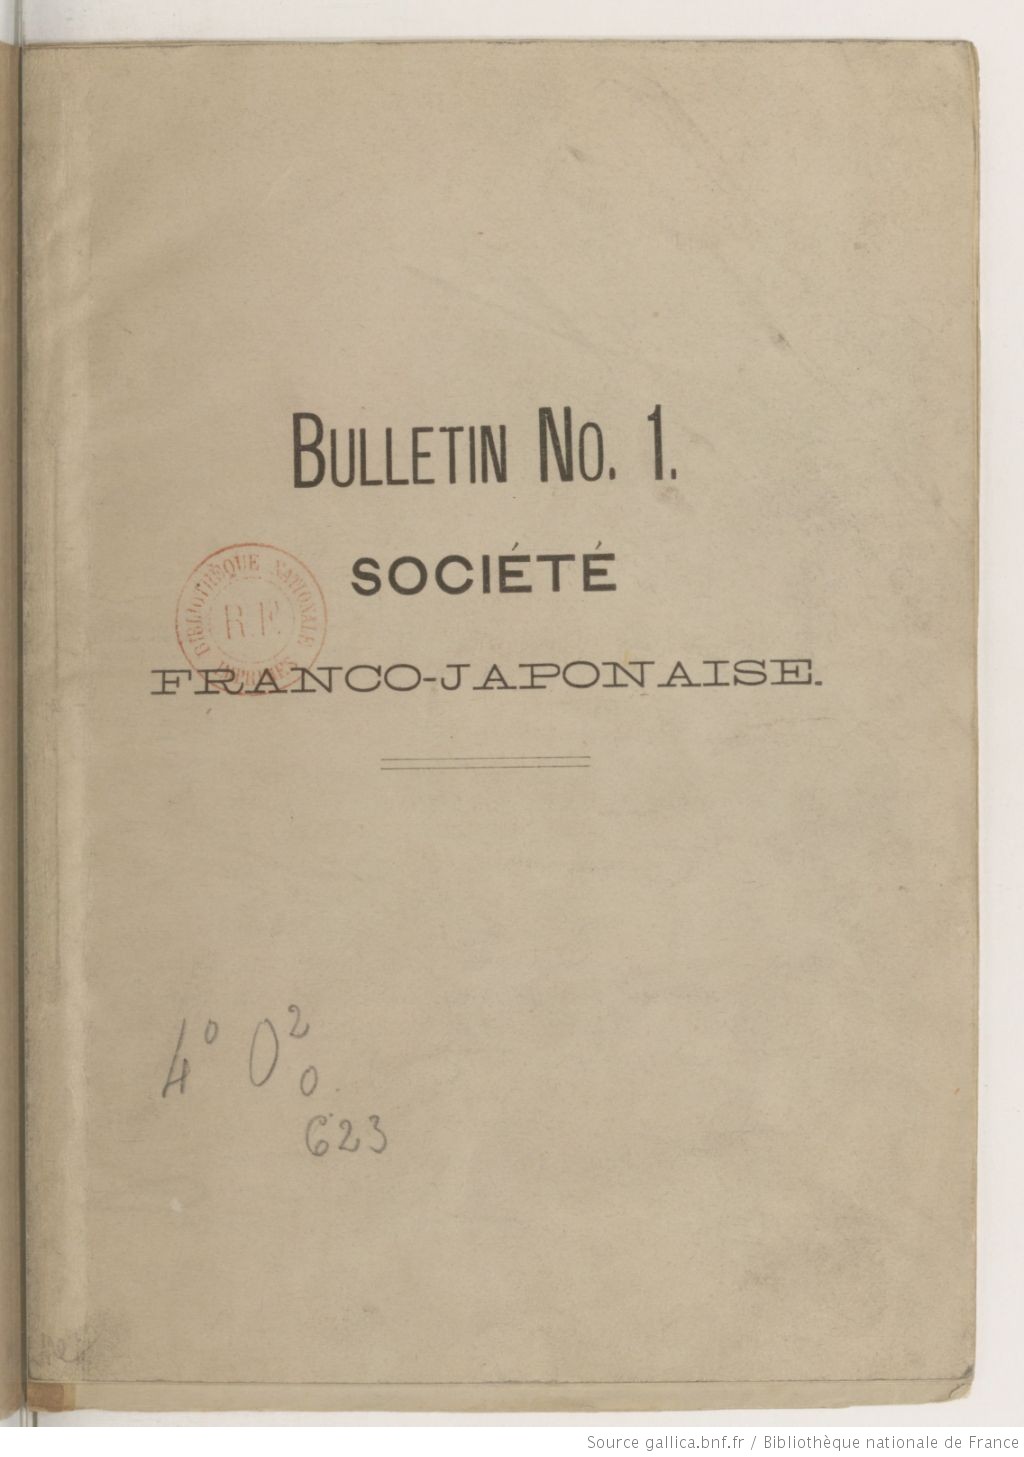 BULLETIN No. 1.
SOCIÉTÉ
BIBLIOTHÈQUE NATIONALE
R.F.
IMPRIMÉS
FRANCO-JAPONAISE.
4° O² o
623
Source gallica.bnf.fr / Bibliothèque nationale de France